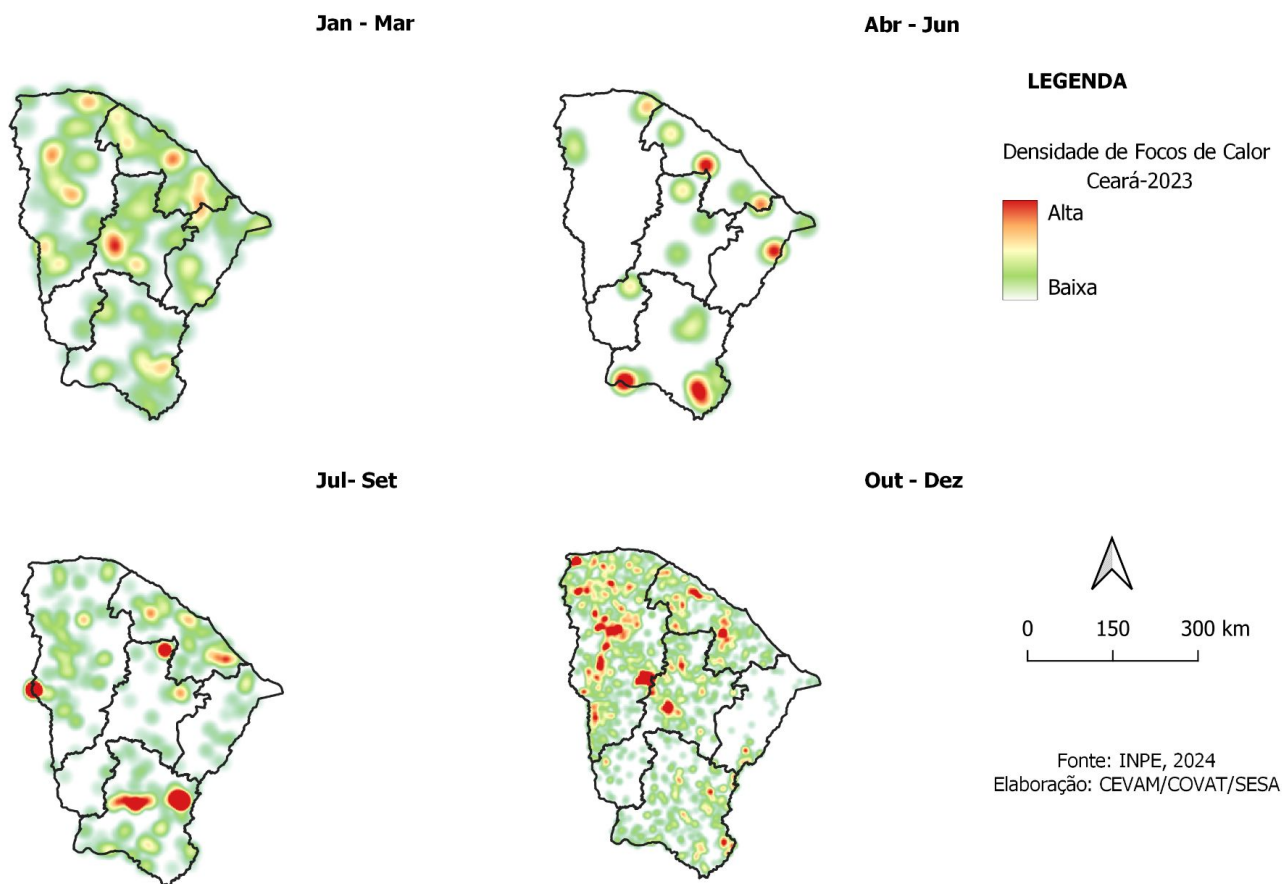 Jan - Mar
Abr - Jun
LEGENDA
Densidade de Focos de Calor
Ceará-2023
Alta
Baixa
Jul- Set
Out - Dez
0 150 300 km
Fonte: INPE, 2024
Elaboração: CEVAM/COVAT/SESA